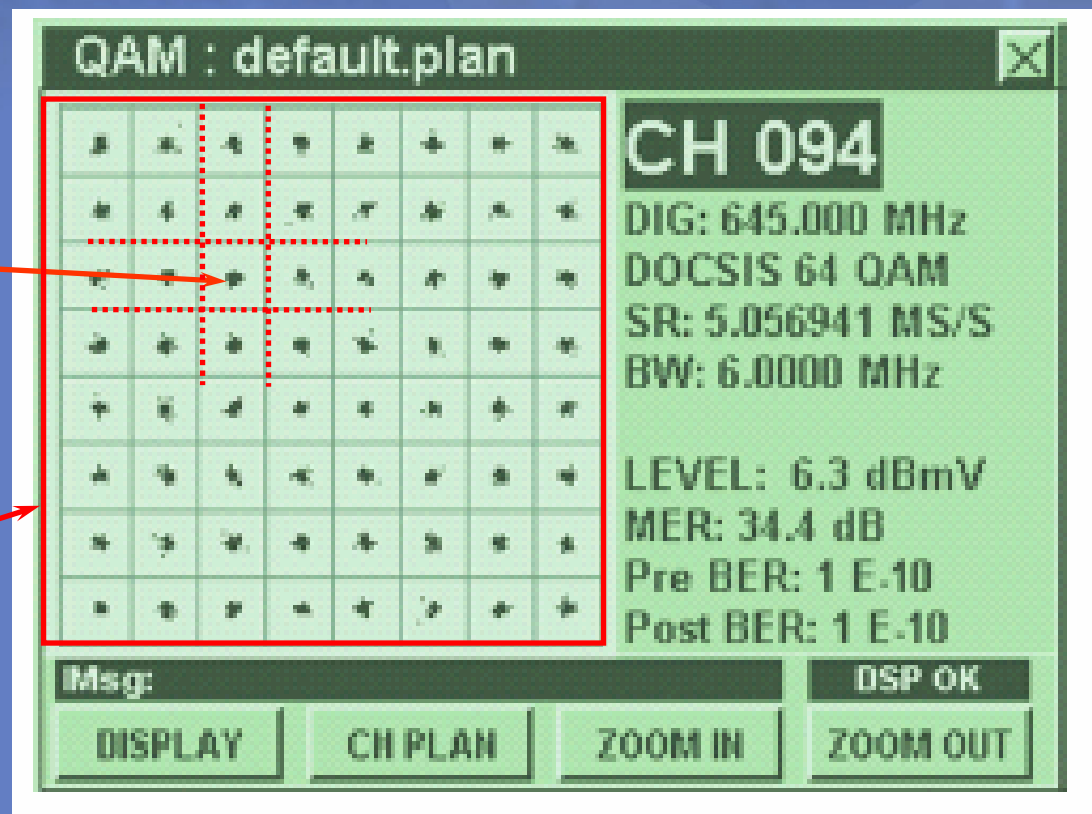 QAM : default.plan
CH 094
DIG: 645.000 MHz
DOCSIS 64 QAM
SR: 5.056941 MS/S
BW: 6.0000 MHz
LEVEL: 6.3 dBmV
MER: 34.4 dB
Pre BER: 1 E-10
Post BER: 1 E-10
Msg:
DSP OK
DISPLAY
CH PLAN
ZOOM IN
ZOOM OUT